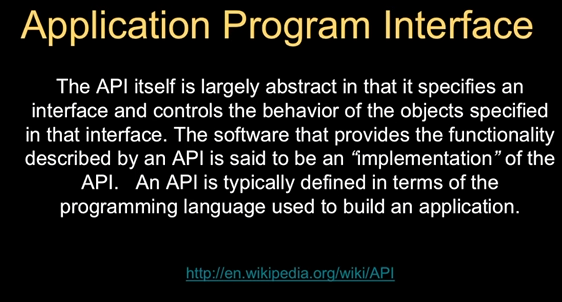 Application Program Interface
The API itself is largely abstract in that it specifies an
interface and controls the behavior of the objects specified
in that interface. The software that provides the functionality
described by an API is said to be an “implementation” of the
API.   An API is typically defined in terms of the
programming language used to build an application.
http://en.wikipedia.org/wiki/API